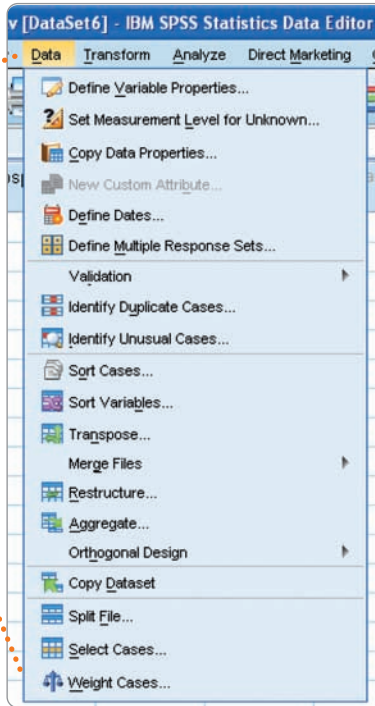 v [DataSet6] - IBM SPSS Statistics Data Editor
Data Transform Analyze Direct Marketing
Define Variable Properties...
Set Measurement Level for Unknown...
Copy Data Properties...
New Custom Attribute...
Define Dates...
Define Multiple Response Sets...
Validation
Identify Duplicate Cases...
Identify Unusual Cases...
Sort Cases...
Sort Variables...
Transpose...
Merge Files
Restructure...
Aggregate...
Orthogonal Design
Copy Dataset
Split File...
Select Cases...
Weight Cases...